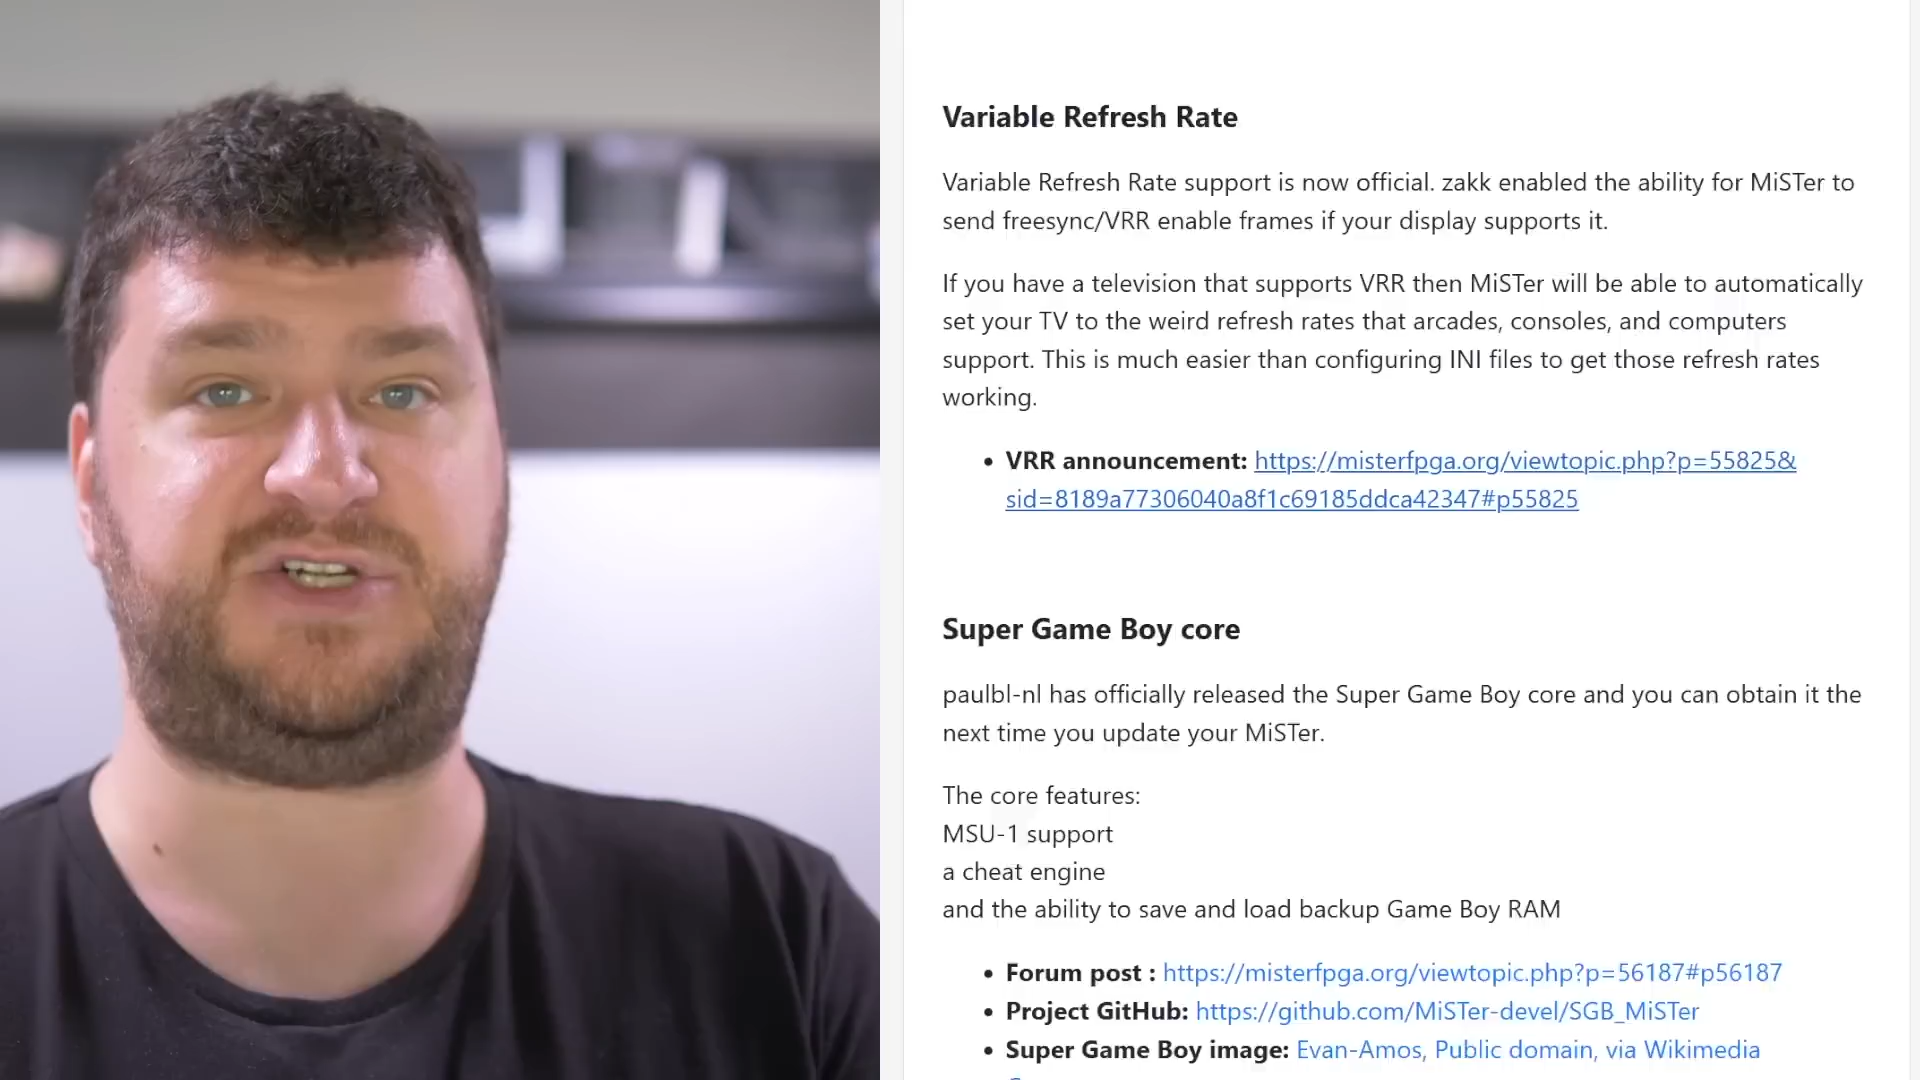 Variable Refresh Rate
Variable Refresh Rate support is now official. zakk enabled the ability for MiSTer to
send freesync/VRR enable frames if your display supports it.
If you have a television that supports VRR then MiSTer will be able to automatically
set your TV to the weird refresh rates that arcades, consoles, and computers
support. This is much easier than configuring INI files to get those refresh rates
working.
• VRR announcement: https://misterfpga.org/viewtopic.php?p=55825&
sid=8189a77306040a8f1c69185ddca42347#p55825
Super Game Boy core
paulbl-nl has officially released the Super Game Boy core and you can obtain it the
next time you update your MiSTer.
The core features:
MSU-1 support
a cheat engine
and the ability to save and load backup Game Boy RAM
• Forum post : https://misterfpga.org/viewtopic.php?p=56187#p56187
• Project GitHub: https://github.com/MiSTer-devel/SGB_MiSTer
• Super Game Boy image: Evan-Amos, Public domain, via Wikimedia